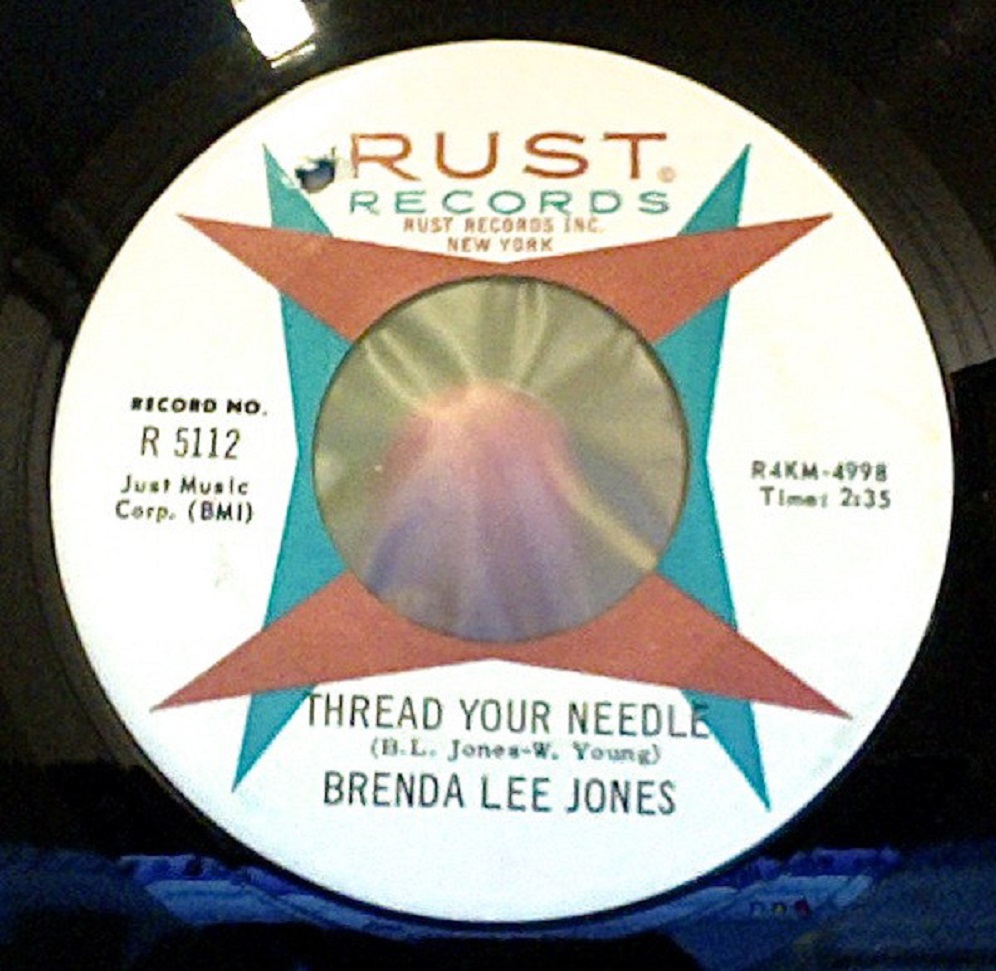 RUST®
RECORDS
RUST RECORDS INC.
NEW YORK
RECORD NO.
R 5112
Just Music
Corp. (BMI)
R4KM-4998
Time: 2:35
THREAD YOUR NEEDLE
(B.L. Jones-W. Young)
BRENDA LEE JONES